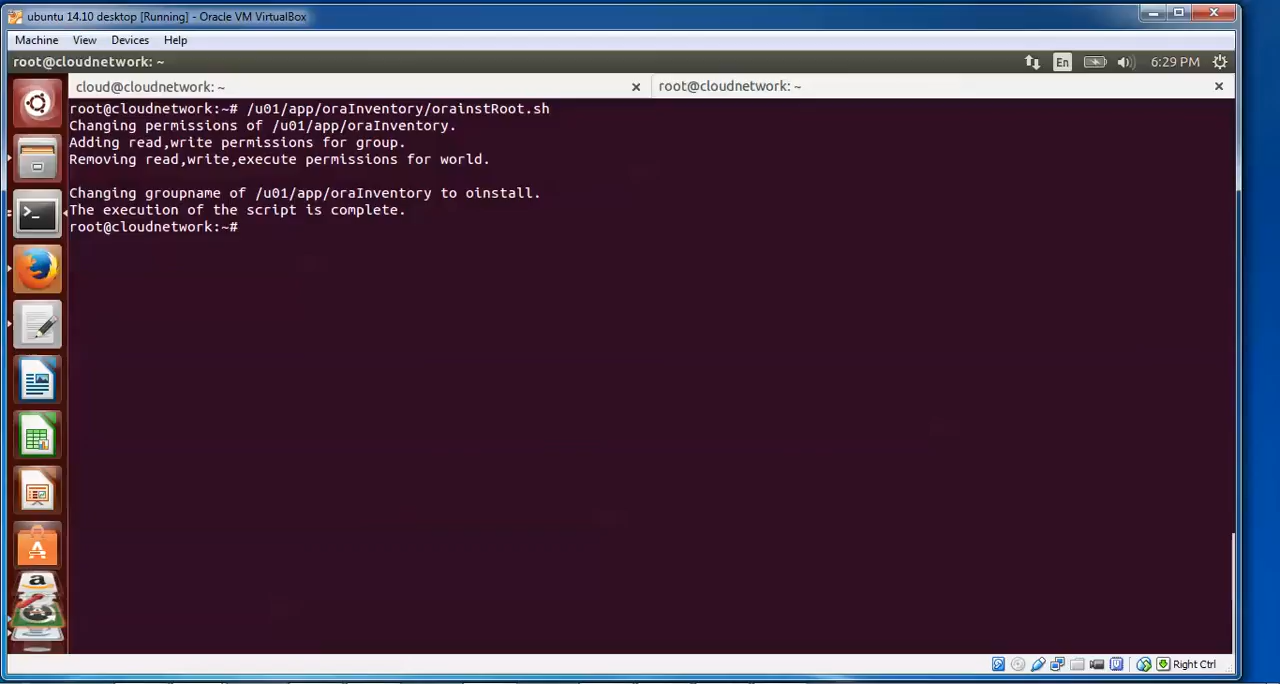 ubuntu 14.10 desktop [Running] - Oracle VM VirtualBox
Machine View Devices Help
root@cloudnetwork: ~ En 6:29 PM
cloud@cloudnetwork: ~ root@cloudnetwork: ~
root@cloudnetwork:~# /u01/app/oraInventory/orainstRoot.sh
Changing permissions of /u01/app/oraInventory.
Adding read,write permissions for group.
Removing read,write,execute permissions for world.
Changing groupname of /u01/app/oraInventory to oinstall.
The execution of the script is complete.
root@cloudnetwork:~#
Right Ctrl